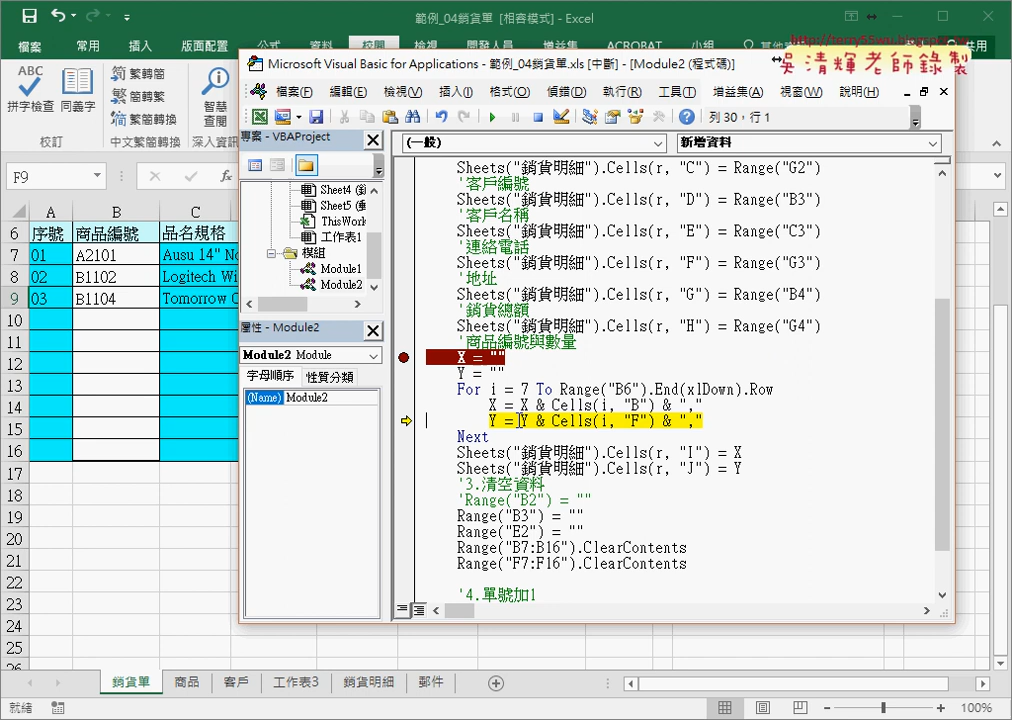 範例_04銷貨單 [相容模式] - Excel
檔案 常用 插入 版面配置 公式 資料 校閱 檢視 開發人員 增益集 ACROBAT 小組 共用
http://terry55wu.blogspot.
吳清輝老師錄製
ABC
拼字檢查 同義字
校訂
繁轉簡
簡轉繁
繁簡轉換
中文繁簡轉換
智慧
查閱
Microsoft Visual Basic for Applications - 範例_04銷貨單.xls [中斷] - [Module2 (程式碼)]
檔案(F) 編輯(E) 檢視(V) 插入(I) 格式(O) 偵錯(D) 執行(R) 工具(T) 增益集(A) 視窗(W) 說明(H)
列 30，行 1
專案 - VBAProject
Sheet4 (
Sheet5 (
ThisWork
工作表1
模組
Module1
Module2
屬性 - Module2
Module2 Module
字母順序 性質分類
(Name) Module2
(一般) 新增資料
Sheets("銷貨明細").Cells(r, "C") = Range("G2")
'客戶編號
Sheets("銷貨明細").Cells(r, "D") = Range("B3")
'客戶名稱
Sheets("銷貨明細").Cells(r, "E") = Range("C3")
'連絡電話
Sheets("銷貨明細").Cells(r, "F") = Range("G3")
'地址
Sheets("銷貨明細").Cells(r, "G") = Range("B4")
'銷貨總額
Sheets("銷貨明細").Cells(r, "H") = Range("G4")
'商品編號與數量
X = ""
Y = ""
For i = 7 To Range("B6").End(xlDown).Row
X = X & Cells(i, "B") & ","
Y = Y & Cells(i, "F") & ","
Next
Sheets("銷貨明細").Cells(r, "I") = X
Sheets("銷貨明細").Cells(r, "J") = Y
'3.清空資料
'Range("B2") = ""
Range("B3") = ""
Range("E2") = ""
Range("B7:B16").ClearContents
Range("F7:F16").ClearContents
'4.單號加1
F9 fx
A B C
6 序號 商品編號 品名規格
7 01 A2101 Ausu 14" No
8 02 B1102 Logitech Wi
9 03 B1104 Tomorrow
10
11
12
13
14
15
16
17
18
19
20
21
22
23
24
25
26
銷貨單 商品 客戶 工作表3 銷貨明細 郵件
就緒 100%